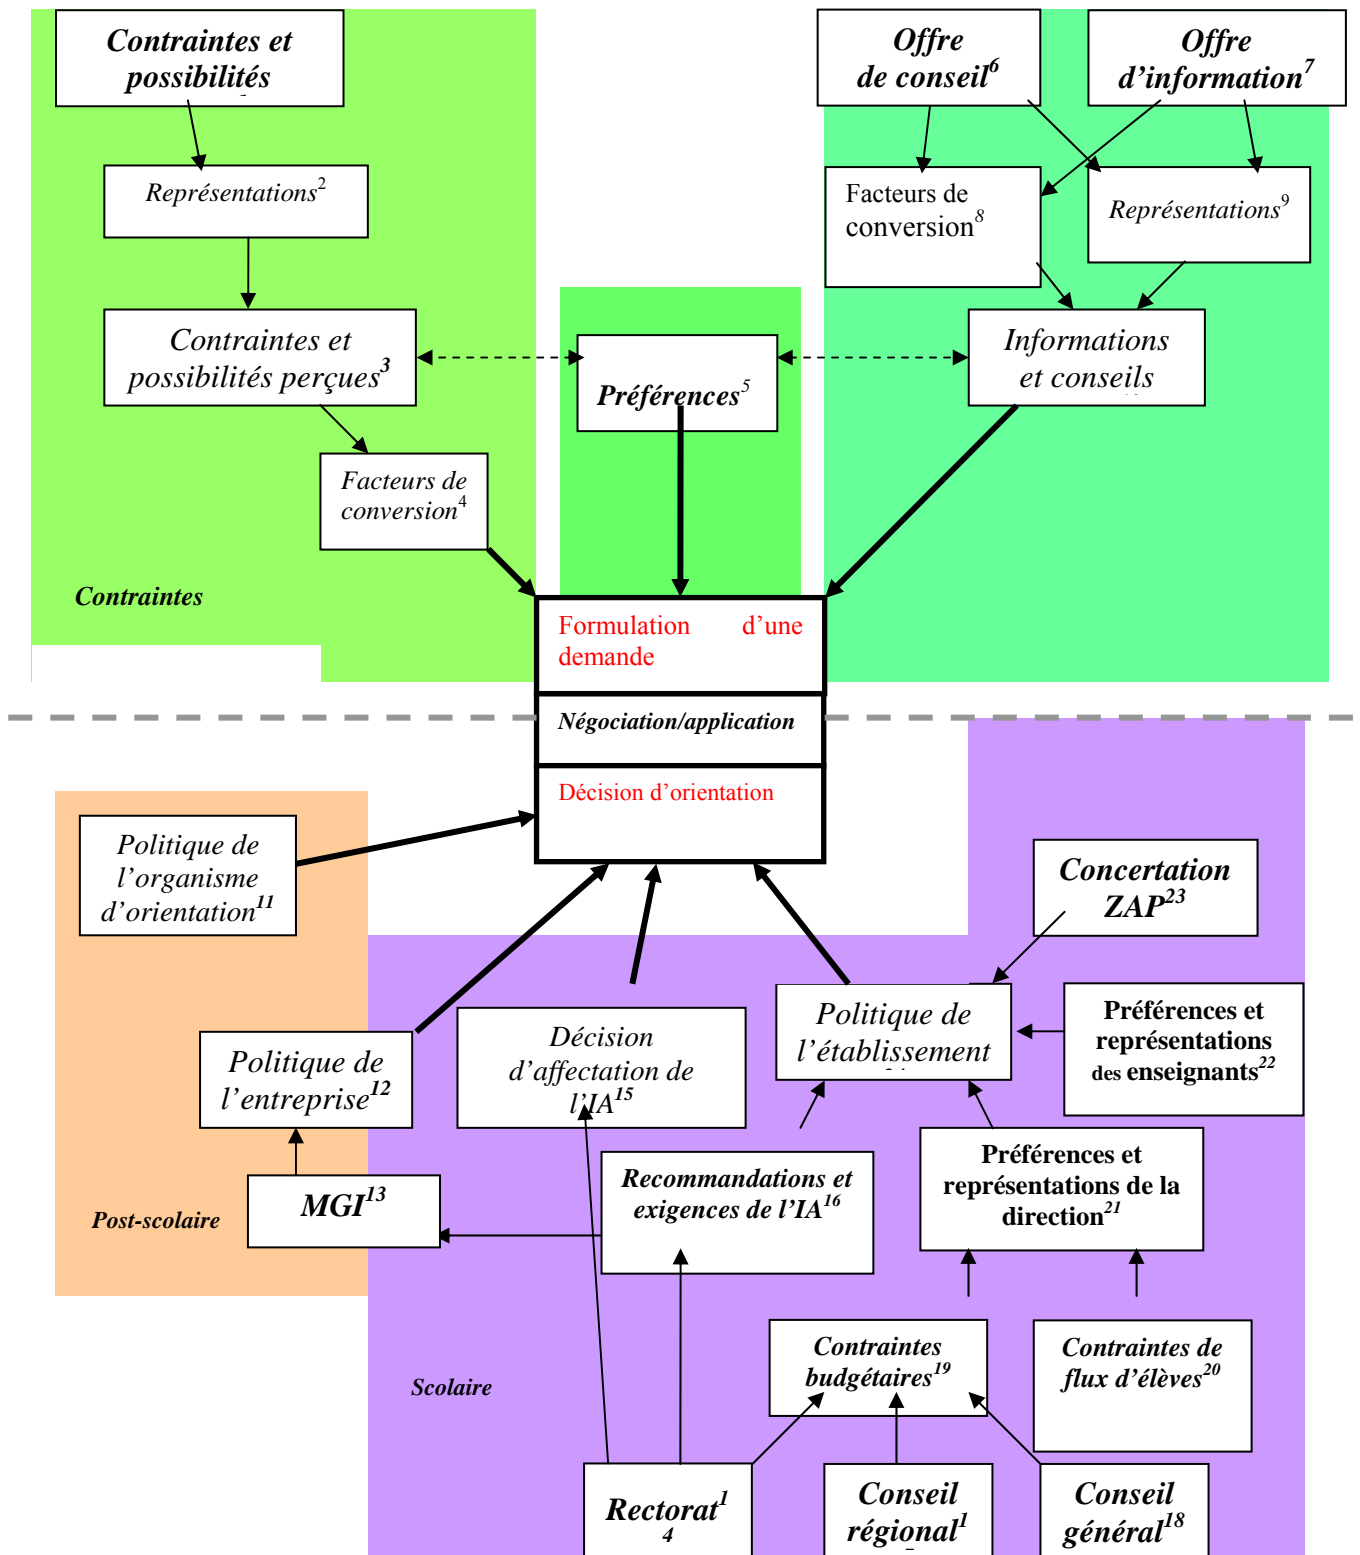 Contraintes et
possibilités
Offre
de conseil6
Offre
d’information7
Représentations2
Facteurs de
conversion8
Représentations9
Contraintes et
possibilités perçues3
Préférences5
Informations
et conseils
Facteurs de
conversion4
Contraintes
Formulation d’une
demande
Négociation/application
Décision d’orientation
Politique de
l’organisme
d’orientation11
Concertation
ZAP23
Politique de
l’entreprise12
Décision
d’affectation de
l’IA15
Politique de
l’établissement
Préférences et
représentations
des enseignants22
MGI13
Post-scolaire
Recommandations et
exigences de l’IA16
Préférences et
représentations de la
direction21
Scolaire
Contraintes
budgétaires19
Contraintes de
flux d’élèves20
Rectorat1
4
Conseil
régional1
Conseil
général18